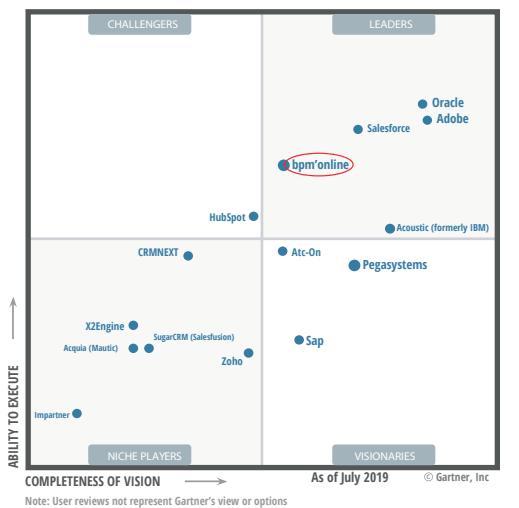 CHALLENGERS
LEADERS
Oracle
Adobe
Salesforce
bpm'online
HubSpot
Acoustic (formerly IBM)
CRMNEXT
Atc-On
Pegasystems
X2Engine
SugarCRM (Salesfusion)
Acquia (Mautic)
Sap
Zoho
Impartner
NICHE PLAYERS
VISIONARIES
ABILITY TO EXECUTE
COMPLETENESS OF VISION
As of July 2019
© Gartner, Inc
Note: User reviews not represent Gartner's view or options